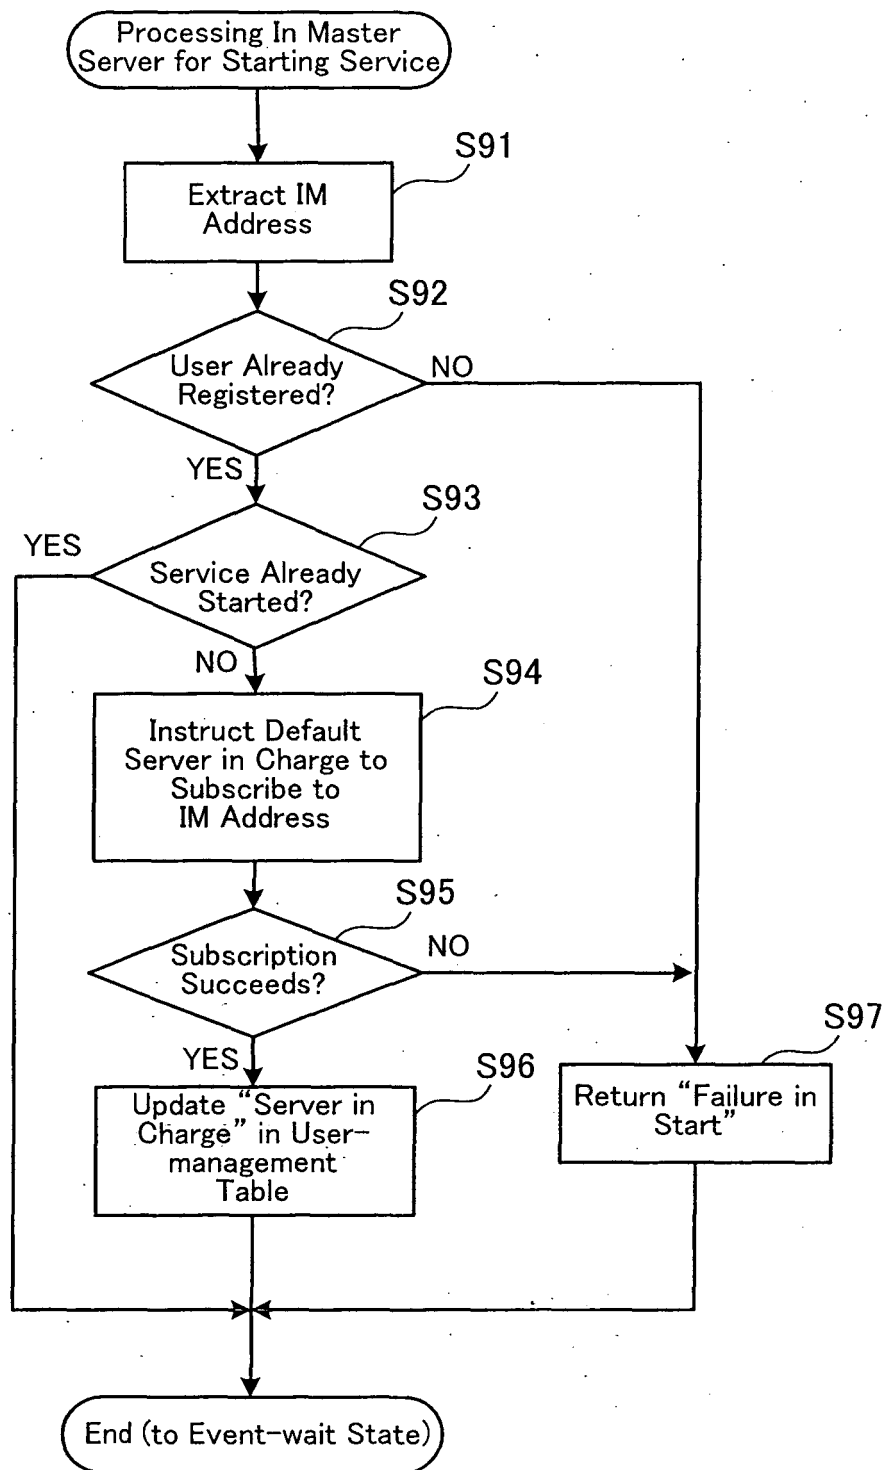 Processing In Master
Server for Starting Service
S91
Extract IM
Address
S92
User Already
Registered?
NO
YES
S93
YES
Service Already
Started?
NO
S94
Instruct Default
Server in Charge to
Subscribe to
IM Address
S95
Subscription
Succeeds?
NO
YES
S96
Update “Server in
Charge” in User-
management
Table
S97
Return “Failure in
Start”
End (to Event-wait State)